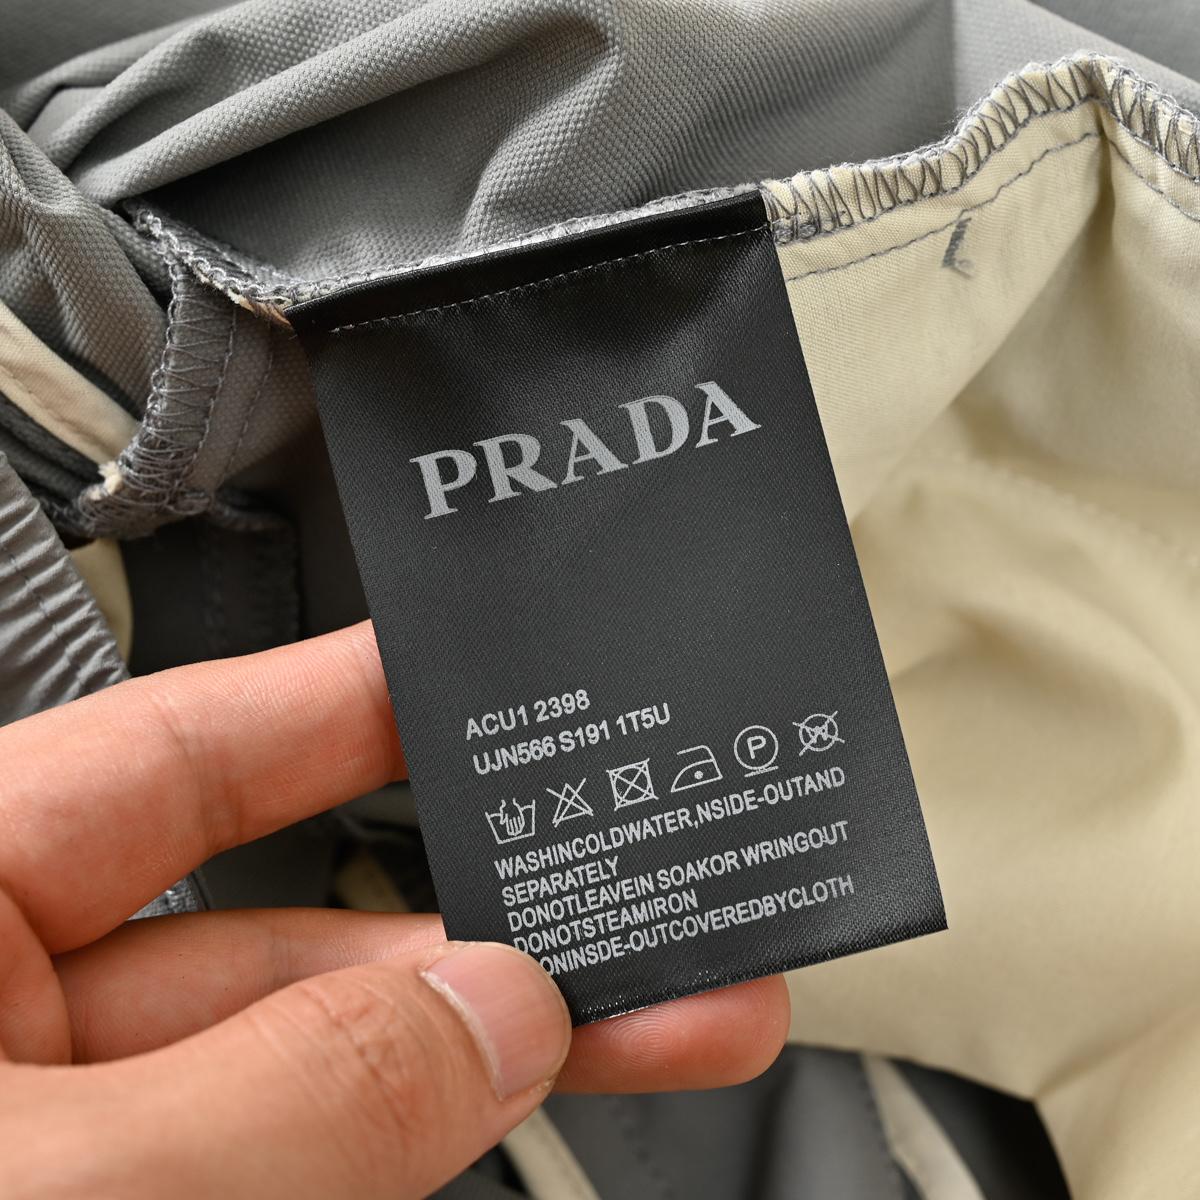 PRADA
ACU1 2398
UJN566 S191 1T5U
P
W
WASHINCOLDWATER,NSIDE-OUTAND
SEPARATELY
DONOTLEAVEIN SOAKOR WRINGOUT
DONOTSTEAMIRON
ONINSDE-OUTCOVEREDBYCLOTH